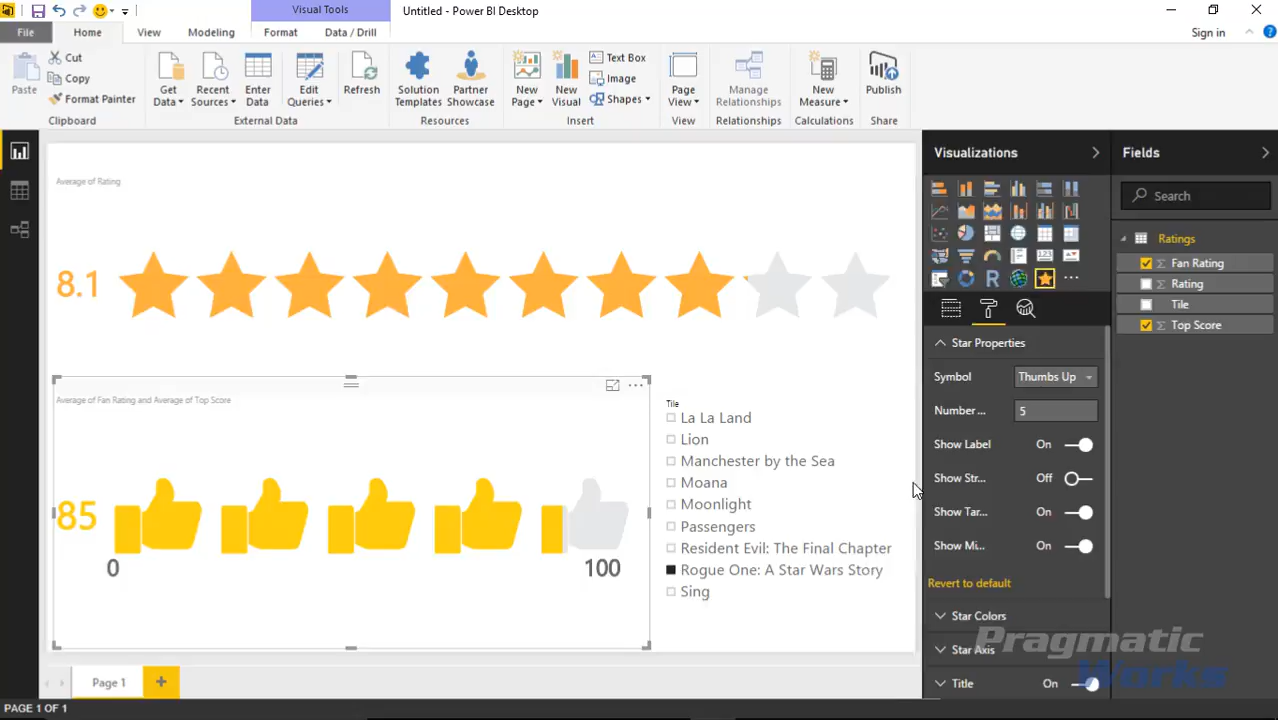 Visual Tools
Untitled - Power BI Desktop
File
Home
View
Modeling
Format
Data / Drill
Sign in
Paste
Cut
Copy
Format Painter
Clipboard
Get Data
Recent Sources
Enter Data
Edit Queries
Refresh
External Data
Solution Templates
Partner Showcase
Resources
New Page
New Visual
Text Box
Image
Shapes
Insert
Page View
View
Manage Relationships
Relationships
New Measure
Calculations
Publish
Share
Average of Rating
8.1
Average of Fan Rating and Average of Top Score
85
0
100
Tile
La La Land
Lion
Manchester by the Sea
Moana
Moonlight
Passengers
Resident Evil: The Final Chapter
Rogue One: A Star Wars Story
Sing
Visualizations
R
123
Star Properties
Symbol Thumbs Up
Number ... 5
Show Label On
Show Str... Off
Show Tar... On
Show Mi... On
Revert to default
Star Colors
Star Axis
Title On
Fields
Search
Ratings
Fan Rating
Rating
Tile
Top Score
Pragmatic
Works
Page 1
PAGE 1 OF 1